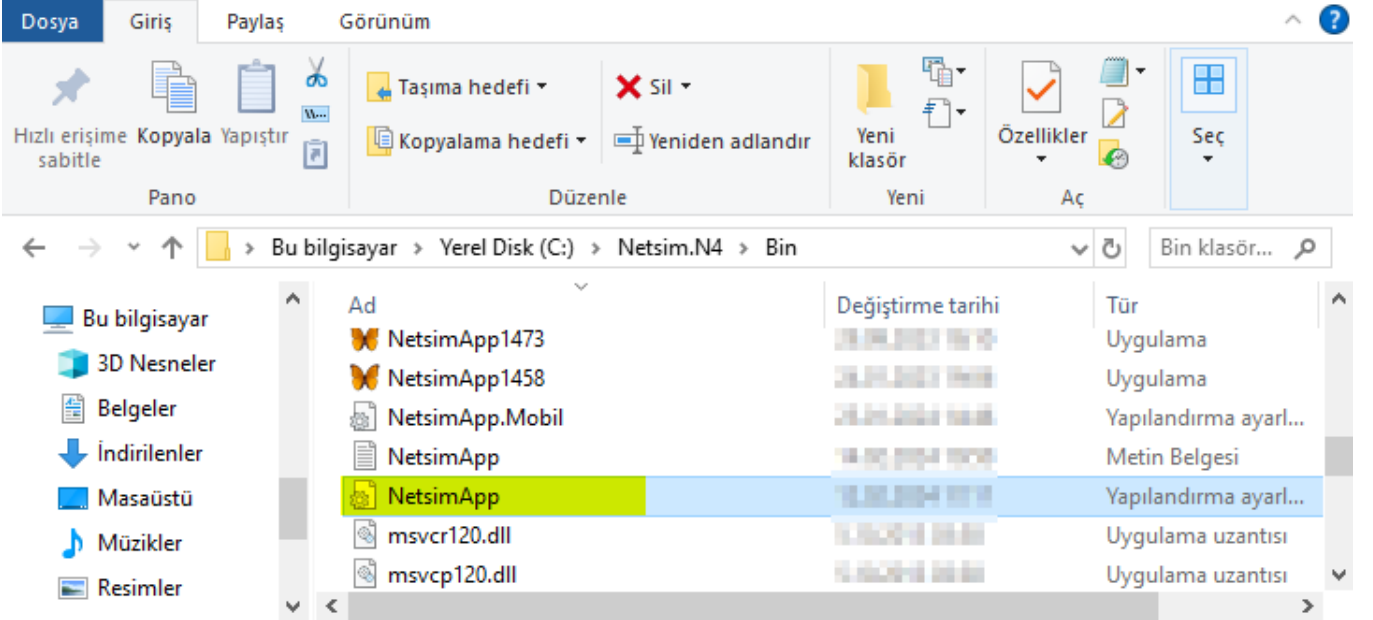 Dosya Giriş Paylaş Görünüm
Hızlı erişime sabitle
Kopyala
Yapıştır
Pano
Taşıma hedefi
Kopyalama hedefi
Sil
Yeniden adlandır
Düzenle
Yeni klasör
Yeni
Özellikler
Aç
Seç
Bu bilgisayar > Yerel Disk (C:) > Netsim.N4 > Bin
Bin klasör...
Bu bilgisayar
3D Nesneler
Belgeler
İndirilenler
Masaüstü
Müzikler
Resimler
Ad Değiştirme tarihi Tür
NetsimApp1473 Uygulama
NetsimApp1458 Uygulama
NetsimApp.Mobil Yapılandırma ayarl...
NetsimApp Metin Belgesi
NetsimApp Yapılandırma ayarl...
msvcr120.dll Uygulama uzantısı
msvcp120.dll Uygulama uzantısı